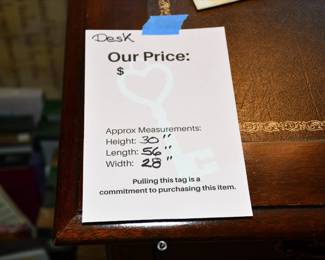 Desk
Our Price:
$
Approx Measurements:
Height: 30"
Length: 56"
Width: 28"
Pulling this tag is a
commitment to purchasing this item.